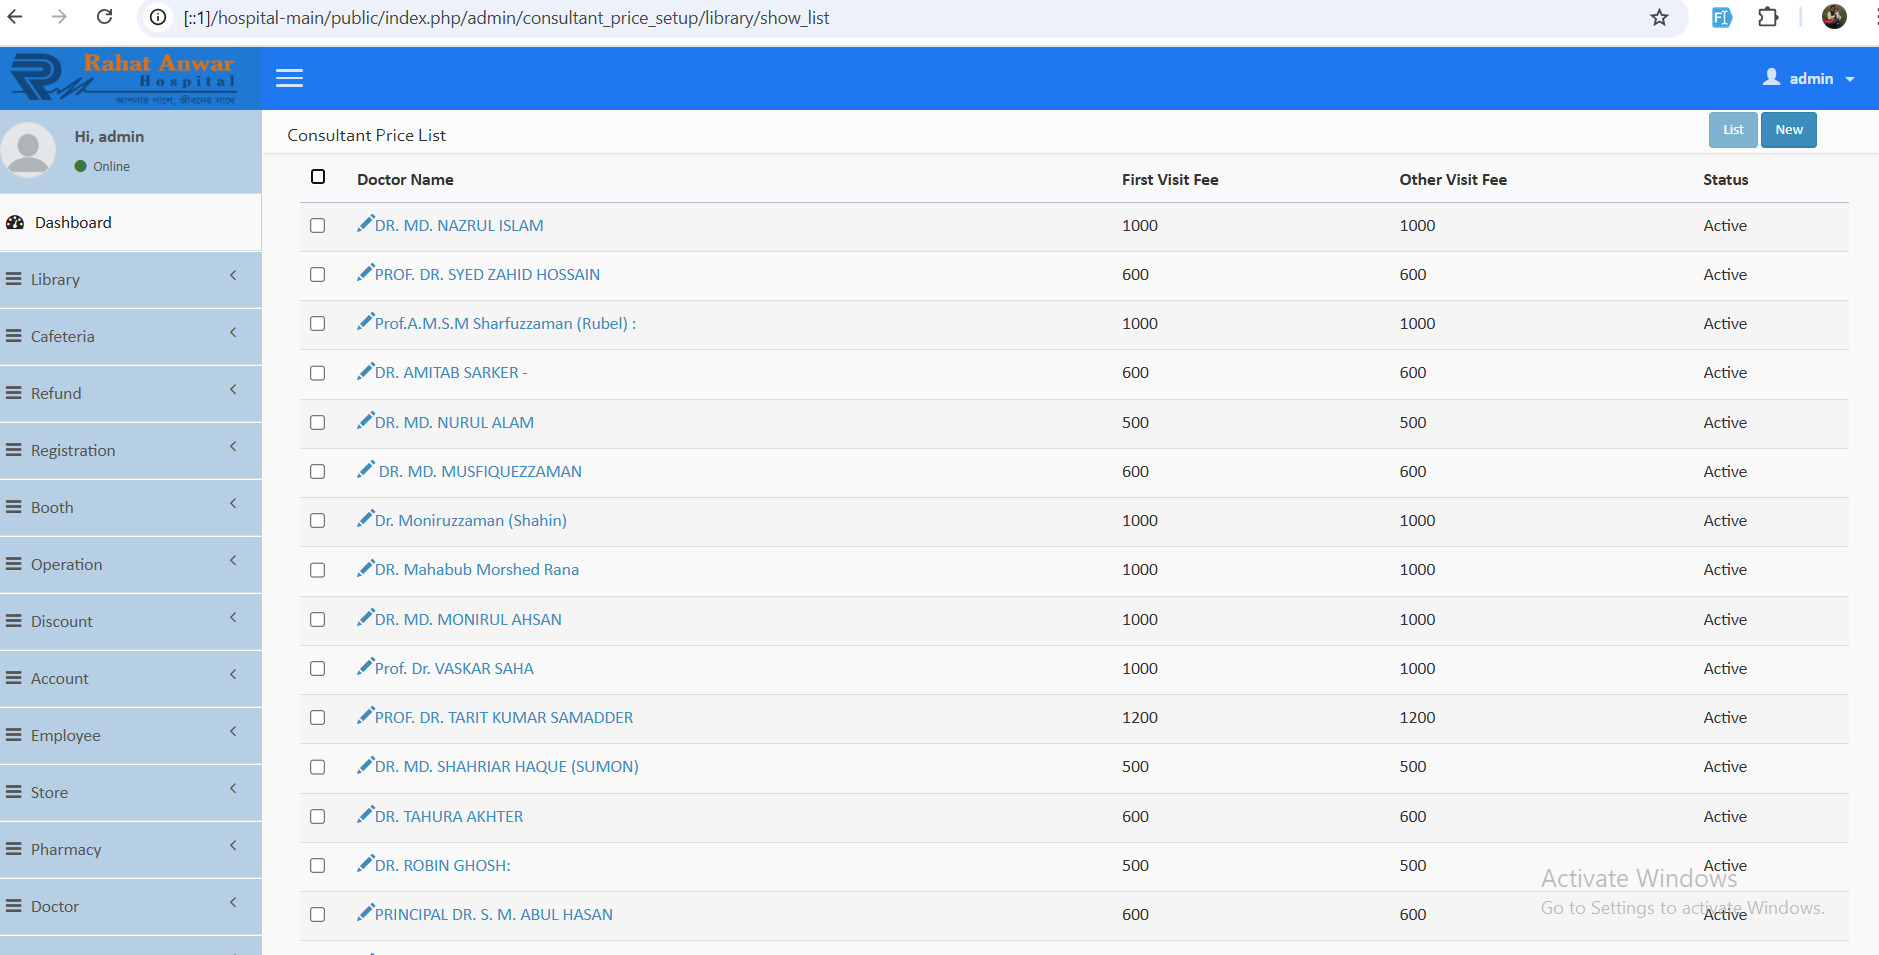 [::1]/hospital-main/public/index.php/admin/consultant_price_setup/library/show_list
Rahat Anwar
Hospital
আপনার পাশে, জীবনের সাথে
admin
Hi, admin
Online
Consultant Price List
List New
Dashboard
Library
Cafeteria
Refund
Registration
Booth
Operation
Discount
Account
Employee
Store
Pharmacy
Doctor
Doctor Name First Visit Fee Other Visit Fee Status
DR. MD. NAZRUL ISLAM 1000 1000 Active
PROF. DR. SYED ZAHID HOSSAIN 600 600 Active
Prof.A.M.S.M Sharfuzzaman (Rubel) : 1000 1000 Active
DR. AMITAB SARKER - 600 600 Active
DR. MD. NURUL ALAM 500 500 Active
DR. MD. MUSFIQUEZZAMAN 600 600 Active
Dr. Moniruzzaman (Shahin) 1000 1000 Active
DR. Mahabub Morshed Rana 1000 1000 Active
DR. MD. MONIRUL AHSAN 1000 1000 Active
Prof. Dr. VASKAR SAHA 1000 1000 Active
PROF. DR. TARIT KUMAR SAMADDER 1200 1200 Active
DR. MD. SHAHRIAR HAQUE (SUMON) 500 500 Active
DR. TAHURA AKHTER 600 600 Active
DR. ROBIN GHOSH: 500 500 Active
PRINCIPAL DR. S. M. ABUL HASAN 600 600 Active
Activate Windows
Go to Settings to activate Windows.